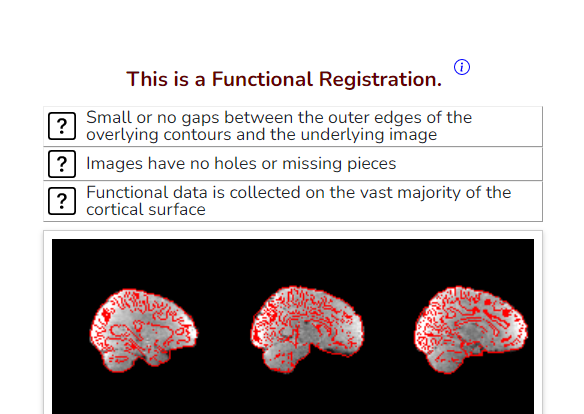 This is a Functional Registration. i
? Small or no gaps between the outer edges of the
overlying contours and the underlying image
? Images have no holes or missing pieces
? Functional data is collected on the vast majority of the
cortical surface